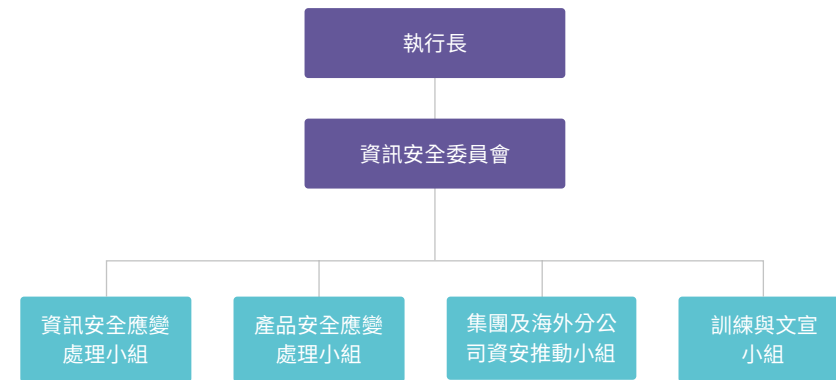 執行長
資訊安全委員會
資訊安全應變
處理小組
產品安全應變
處理小組
集團及海外分公
司資安推動小組
訓練與文宣
小組